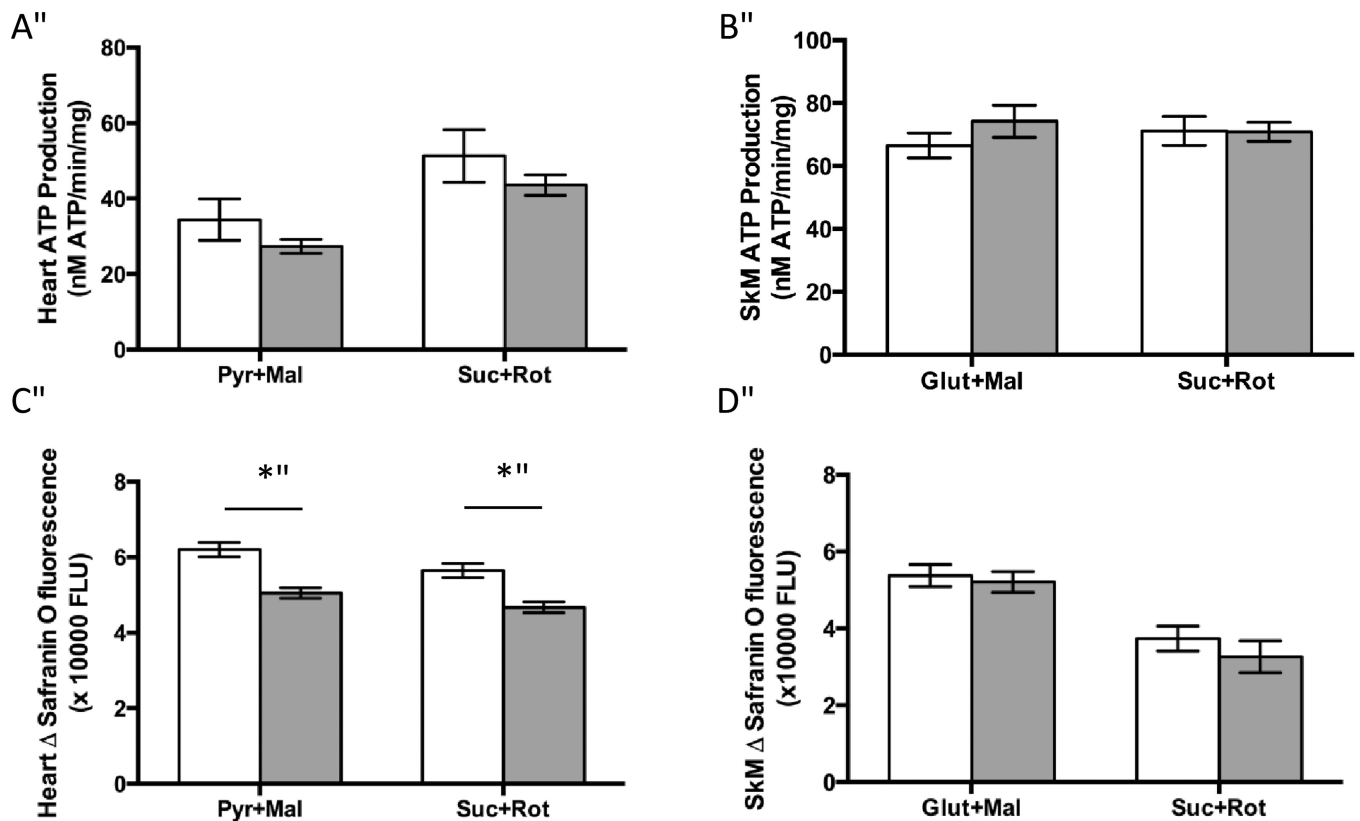 A"
80
60
40
20
0
Heart ATP Production
(nM ATP/min/mg)
Pyr+Mal
Suc+Rot
B"
100
80
60
40
20
0
SkM ATP Production
(nM ATP/min/mg)
Glut+Mal
Suc+Rot
C"
8
6
4
2
0
Heart Δ Safranin O fluorescence
(x 10000 FLU)
*"
*"
Pyr+Mal
Suc+Rot
D"
8
6
4
2
0
SkM Δ Safranin O fluorescence
(x10000 FLU)
Glut+Mal
Suc+Rot